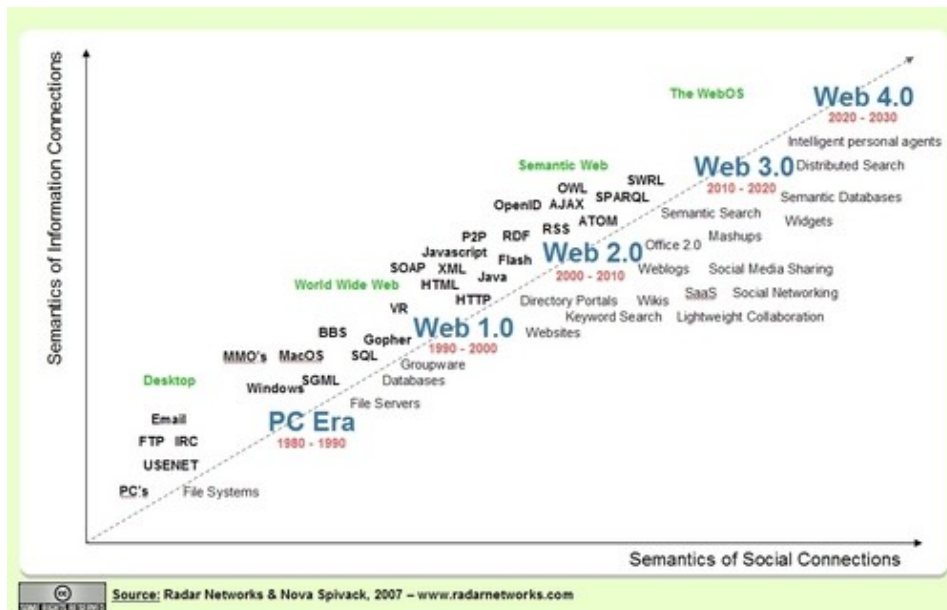 Semantics of Information Connections
The WebOS
Web 4.0
2020 - 2030
Intelligent personal agents
Semantic Web
Web 3.0
Distributed Search
2010 - 2020
SWRL
OWL
SPARQL
Semantic Databases
OpenID
AJAX
Semantic Search
Widgets
ATOM
RSS
Mashups
P2P
RDF
Office 2.0
Javascript
Flash
Web 2.0
2000 - 2010
SOAP
XML
Weblogs
Social Media Sharing
Java
World Wide Web
HTML
SaaS
Social Networking
HTTP
Directory Portals
Wikis
VR
Keyword Search
Lightweight Collaboration
Web 1.0
Websites
BBS
Gopher
1990 - 2000
MMO's
MacOS
SQL
Groupware
Desktop
SGML
Databases
Windows
File Servers
Email
PC Era
1980 - 1990
FTP
IRC
USENET
PC's
File Systems
Semantics of Social Connections
cc
SOME RIGHTS RESERVED
Source: Radar Networks & Nova Spivack, 2007 – www.radarnetworks.com